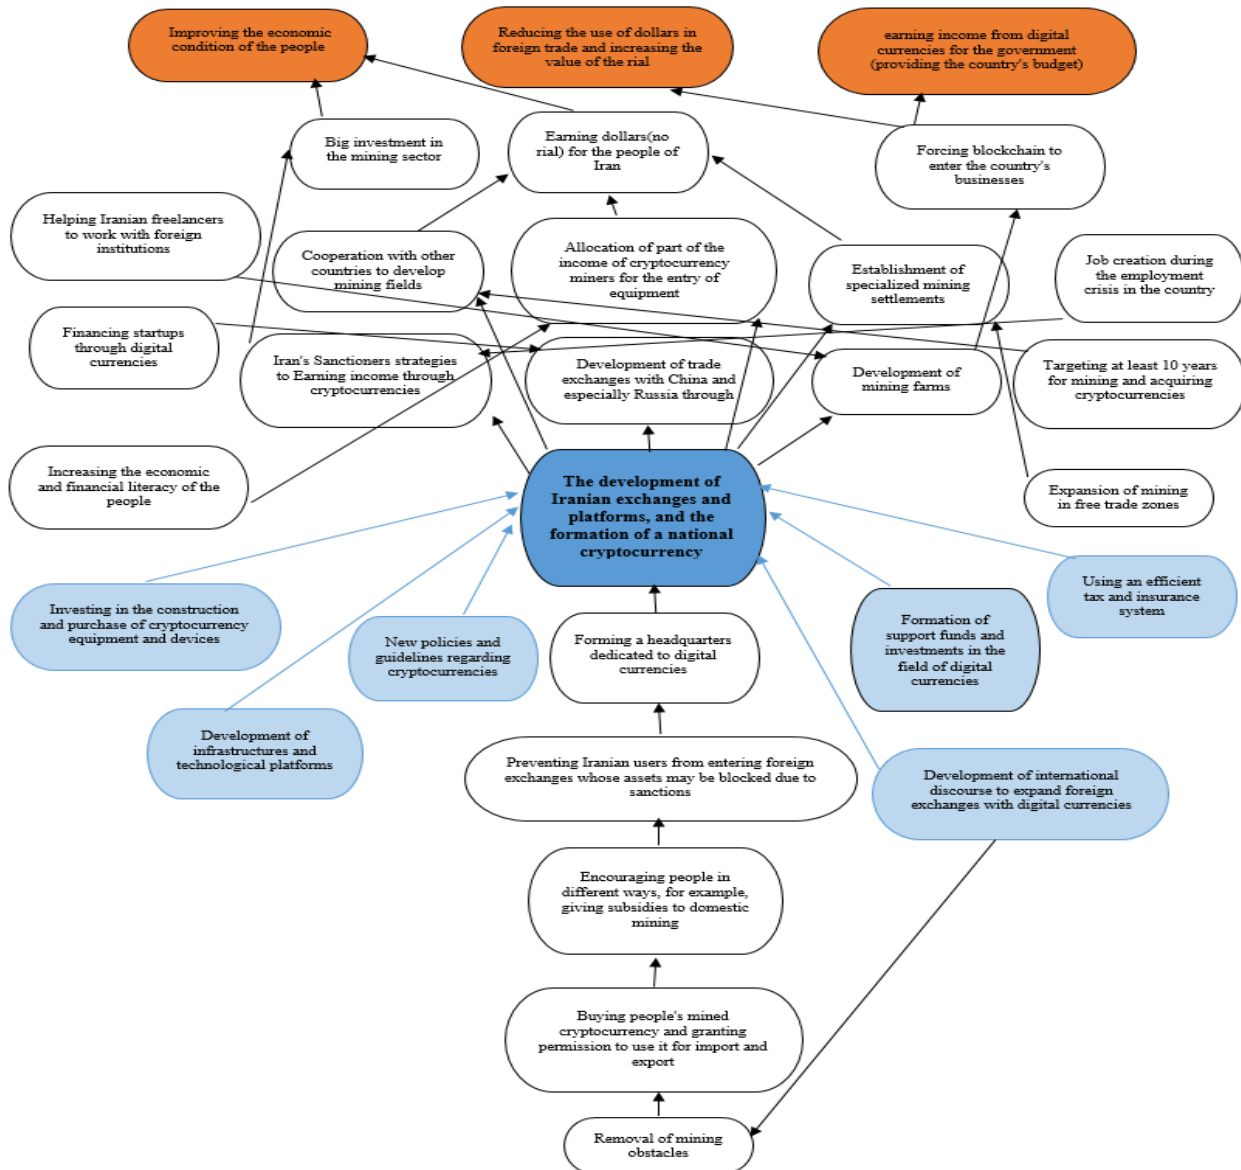 Improving the economic
condition of the people
Reducing the use of dollars in
foreign trade and increasing the
value of the rial
earning income from digital
currencies for the government
(providing the country's budget)
Big investment in
the mining sector
Earning dollars(no
rial) for the people of
Iran
Forcing blockchain to
enter the country's
businesses
Helping Iranian freelancers
to work with foreign
institutions
Cooperation with other
countries to develop
mining fields
Allocation of part of the
income of cryptocurrency
miners for the entry of
equipment
Establishment of
specialized mining
settlements
Job creation during
the employment
crisis in the country
Financing startups
through digital
currencies
Iran's Sanctioners strategies
to Earning income through
cryptocurrencies
Development of trade
exchanges with China and
especially Russia through
Development of
mining farms
Targeting at least 10 years
for mining and acquiring
cryptocurrencies
Increasing the economic
and financial literacy of the
people
The development of
Iranian exchanges and
platforms, and the
formation of a national
cryptocurrency
Expansion of mining
in free trade zones
Investing in the construction
and purchase of cryptocurrency
equipment and devices
New policies and
guidelines regarding
cryptocurrencies
Forming a headquarters
dedicated to digital
currencies
Formation of
support funds and
investments in the
field of digital
currencies
Using an efficient
tax and insurance
system
Development of
infrastructures and
technological platforms
Preventing Iranian users from entering foreign
exchanges whose assets may be blocked due to
sanctions
Development of international
discourse to expand foreign
exchanges with digital currencies
Encouraging people in
different ways, for example,
giving subsidies to domestic
mining
Buying people's mined
cryptocurrency and granting
permission to use it for import and
export
Removal of mining
obstacles